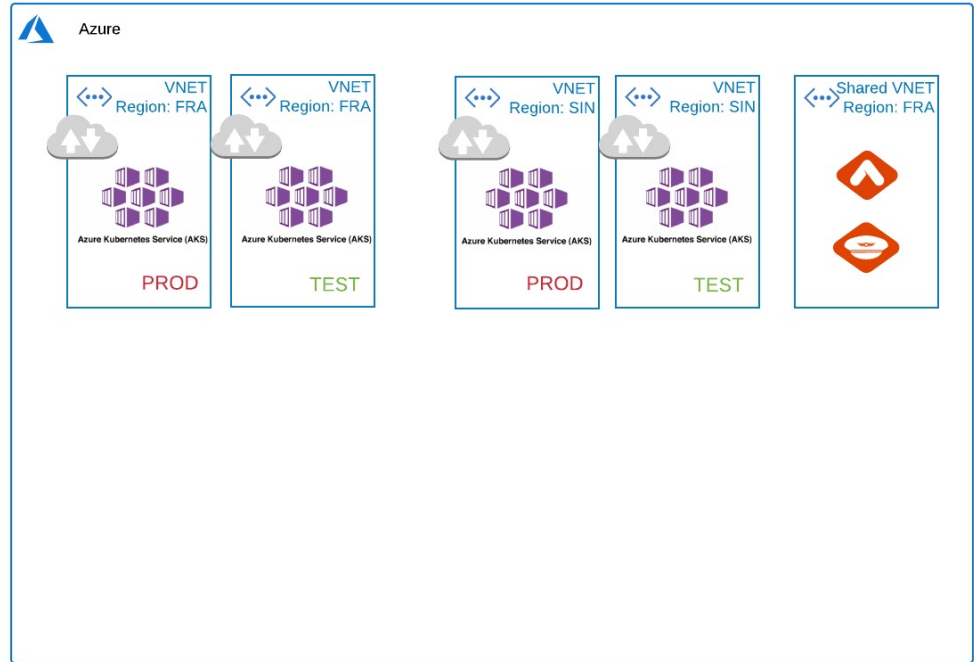 Azure
VNET
Region: FRA
Azure Kubernetes Service (AKS)
PROD
VNET
Region: FRA
Azure Kubernetes Service (AKS)
TEST
VNET
Region: SIN
Azure Kubernetes Service (AKS)
PROD
VNET
Region: SIN
Azure Kubernetes Service (AKS)
TEST
Shared VNET
Region: FRA